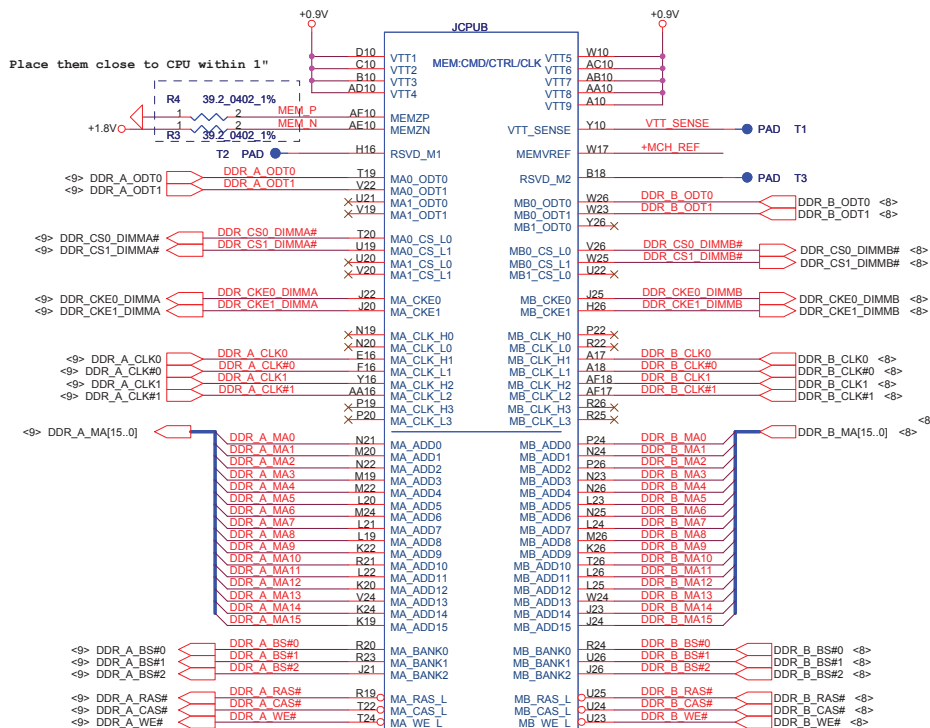 +0.9V +0.9V
JCPUB
Place them close to CPU within 1"
MEM:CMD/CTRL/CLK
D10 VTT1 VTT5 W10
C10 VTT2 VTT6 AC10
B10 VTT3 VTT7 AB10
AD10 VTT4 VTT8 AA10
VTT9 A10
R4 39.2_0402_1%
1 2 MEM_P AF10 MEMZP
+1.8V 1 2 MEM_N AE10 MEMZN VTT_SENSE Y10 VTT_SENSE PAD T1
R3 39.2_0402_1%
T2 PAD H16 RSVD_M1 MEMVREF W17 +MCH_REF
RSVD_M2 B18 PAD T3
<9> DDR_A_ODT0 DDR_A_ODT0 T19 MA0_ODT0
<9> DDR_A_ODT1 DDR_A_ODT1 V22 MA0_ODT1
U21 MA1_ODT0 MB0_ODT0 W26 DDR_B_ODT0 DDR_B_ODT0 <8>
V19 MA1_ODT1 MB0_ODT1 W23 DDR_B_ODT1 DDR_B_ODT1 <8>
MB1_ODT0 Y26
<9> DDR_CS0_DIMMA# DDR_CS0_DIMMA# T20 MA0_CS_L0
<9> DDR_CS1_DIMMA# DDR_CS1_DIMMA# U19 MA0_CS_L1 MB0_CS_L0 V26 DDR_CS0_DIMMB# DDR_CS0_DIMMB# <8>
U20 MA1_CS_L0 MB0_CS_L1 W25 DDR_CS1_DIMMB# DDR_CS1_DIMMB# <8>
V20 MA1_CS_L1 MB1_CS_L0 U22
<9> DDR_CKE0_DIMMA DDR_CKE0_DIMMA J22 MA_CKE0 MB_CKE0 J25 DDR_CKE0_DIMMB DDR_CKE0_DIMMB <8>
<9> DDR_CKE1_DIMMA DDR_CKE1_DIMMA J20 MA_CKE1 MB_CKE1 H26 DDR_CKE1_DIMMB DDR_CKE1_DIMMB <8>
N19 MA_CLK_H0 MB_CLK_H0 P22
N20 MA_CLK_L0 MB_CLK_L0 R22
<9> DDR_A_CLK0 DDR_A_CLK0 E16 MA_CLK_H1 MB_CLK_H1 A17 DDR_B_CLK0 DDR_B_CLK0 <8>
<9> DDR_A_CLK#0 DDR_A_CLK#0 F16 MA_CLK_L1 MB_CLK_L1 A18 DDR_B_CLK#0 DDR_B_CLK#0 <8>
<9> DDR_A_CLK1 DDR_A_CLK1 Y16 MA_CLK_H2 MB_CLK_H2 AF18 DDR_B_CLK1 DDR_B_CLK1 <8>
<9> DDR_A_CLK#1 DDR_A_CLK#1 AA16 MA_CLK_L2 MB_CLK_L2 AF17 DDR_B_CLK#1 DDR_B_CLK#1 <8>
P19 MA_CLK_H3 MB_CLK_H3 R26
P20 MA_CLK_L3 MB_CLK_L3 R25
<8
<9> DDR_A_MA[15..0] DDR_B_MA[15..0] <8>
DDR_A_MA0 N21 MA_ADD0 MB_ADD0 P24 DDR_B_MA0
DDR_A_MA1 M20 MA_ADD1 MB_ADD1 N24 DDR_B_MA1
DDR_A_MA2 N22 MA_ADD2 MB_ADD2 P26 DDR_B_MA2
DDR_A_MA3 M19 MA_ADD3 MB_ADD3 N23 DDR_B_MA3
DDR_A_MA4 M22 MA_ADD4 MB_ADD4 N26 DDR_B_MA4
DDR_A_MA5 L20 MA_ADD5 MB_ADD5 L23 DDR_B_MA5
DDR_A_MA6 M24 MA_ADD6 MB_ADD6 N25 DDR_B_MA6
DDR_A_MA7 L21 MA_ADD7 MB_ADD7 L24 DDR_B_MA7
DDR_A_MA8 L19 MA_ADD8 MB_ADD8 M26 DDR_B_MA8
DDR_A_MA9 K22 MA_ADD9 MB_ADD9 K26 DDR_B_MA9
DDR_A_MA10 R21 MA_ADD10 MB_ADD10 T26 DDR_B_MA10
DDR_A_MA11 L22 MA_ADD11 MB_ADD11 L26 DDR_B_MA11
DDR_A_MA12 K20 MA_ADD12 MB_ADD12 L25 DDR_B_MA12
DDR_A_MA13 V24 MA_ADD13 MB_ADD13 W24 DDR_B_MA13
DDR_A_MA14 K24 MA_ADD14 MB_ADD14 J23 DDR_B_MA14
DDR_A_MA15 K19 MA_ADD15 MB_ADD15 J24 DDR_B_MA15
<9> DDR_A_BS#0 DDR_A_BS#0 R20 MA_BANK0 MB_BANK0 R24 DDR_B_BS#0 DDR_B_BS#0 <8>
<9> DDR_A_BS#1 DDR_A_BS#1 R23 MA_BANK1 MB_BANK1 U26 DDR_B_BS#1 DDR_B_BS#1 <8>
<9> DDR_A_BS#2 DDR_A_BS#2 J21 MA_BANK2 MB_BANK2 J26 DDR_B_BS#2 DDR_B_BS#2 <8>
<9> DDR_A_RAS# DDR_A_RAS# R19 MA_RAS_L MB_RAS_L U25 DDR_B_RAS# DDR_B_RAS# <8>
<9> DDR_A_CAS# DDR_A_CAS# T22 MA_CAS_L MB_CAS_L U24 DDR_B_CAS# DDR_B_CAS# <8>
<9> DDR_A_WE# DDR_A_WE# T24 MA_WE_L MB_WE_L U23 DDR_B_WE# DDR_B_WE# <8>